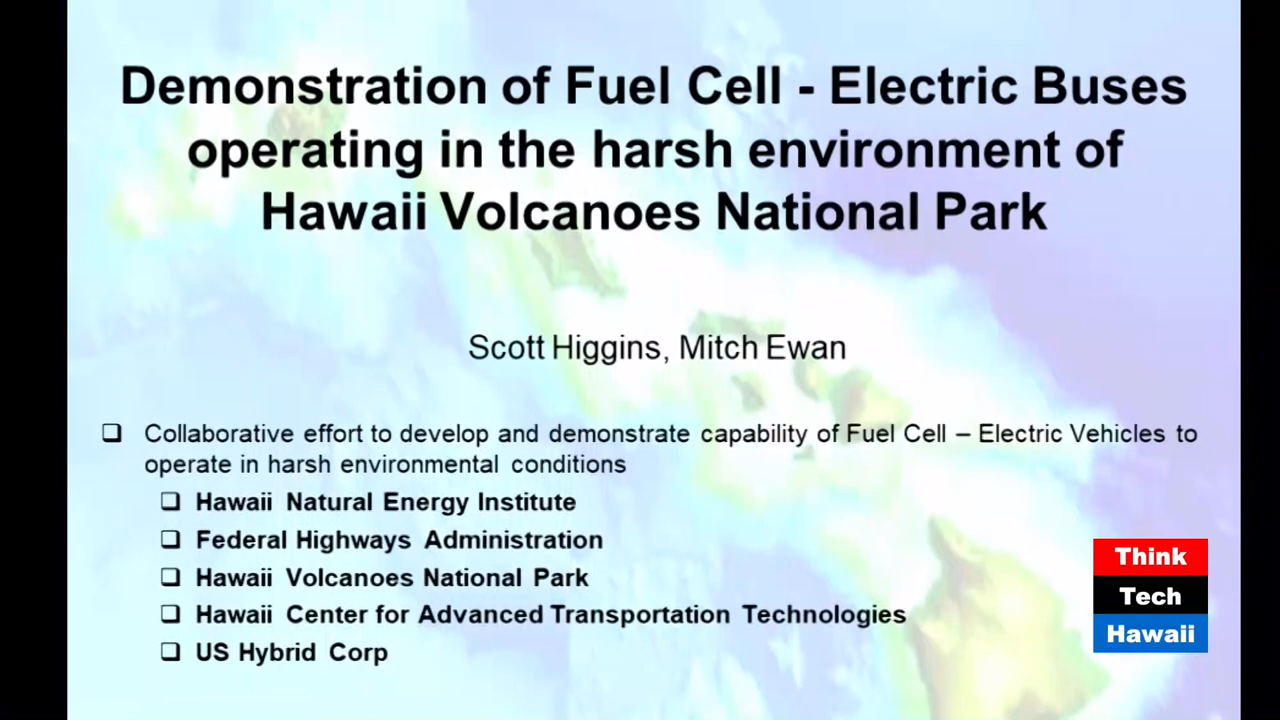 Demonstration of Fuel Cell - Electric Buses
operating in the harsh environment of
Hawaii Volcanoes National Park
Scott Higgins, Mitch Ewan
❑ Collaborative effort to develop and demonstrate capability of Fuel Cell – Electric Vehicles to
operate in harsh environmental conditions
❑ Hawaii Natural Energy Institute
❑ Federal Highways Administration
❑ Hawaii Volcanoes National Park
❑ Hawaii Center for Advanced Transportation Technologies
❑ US Hybrid Corp
Think
Tech
Hawaii